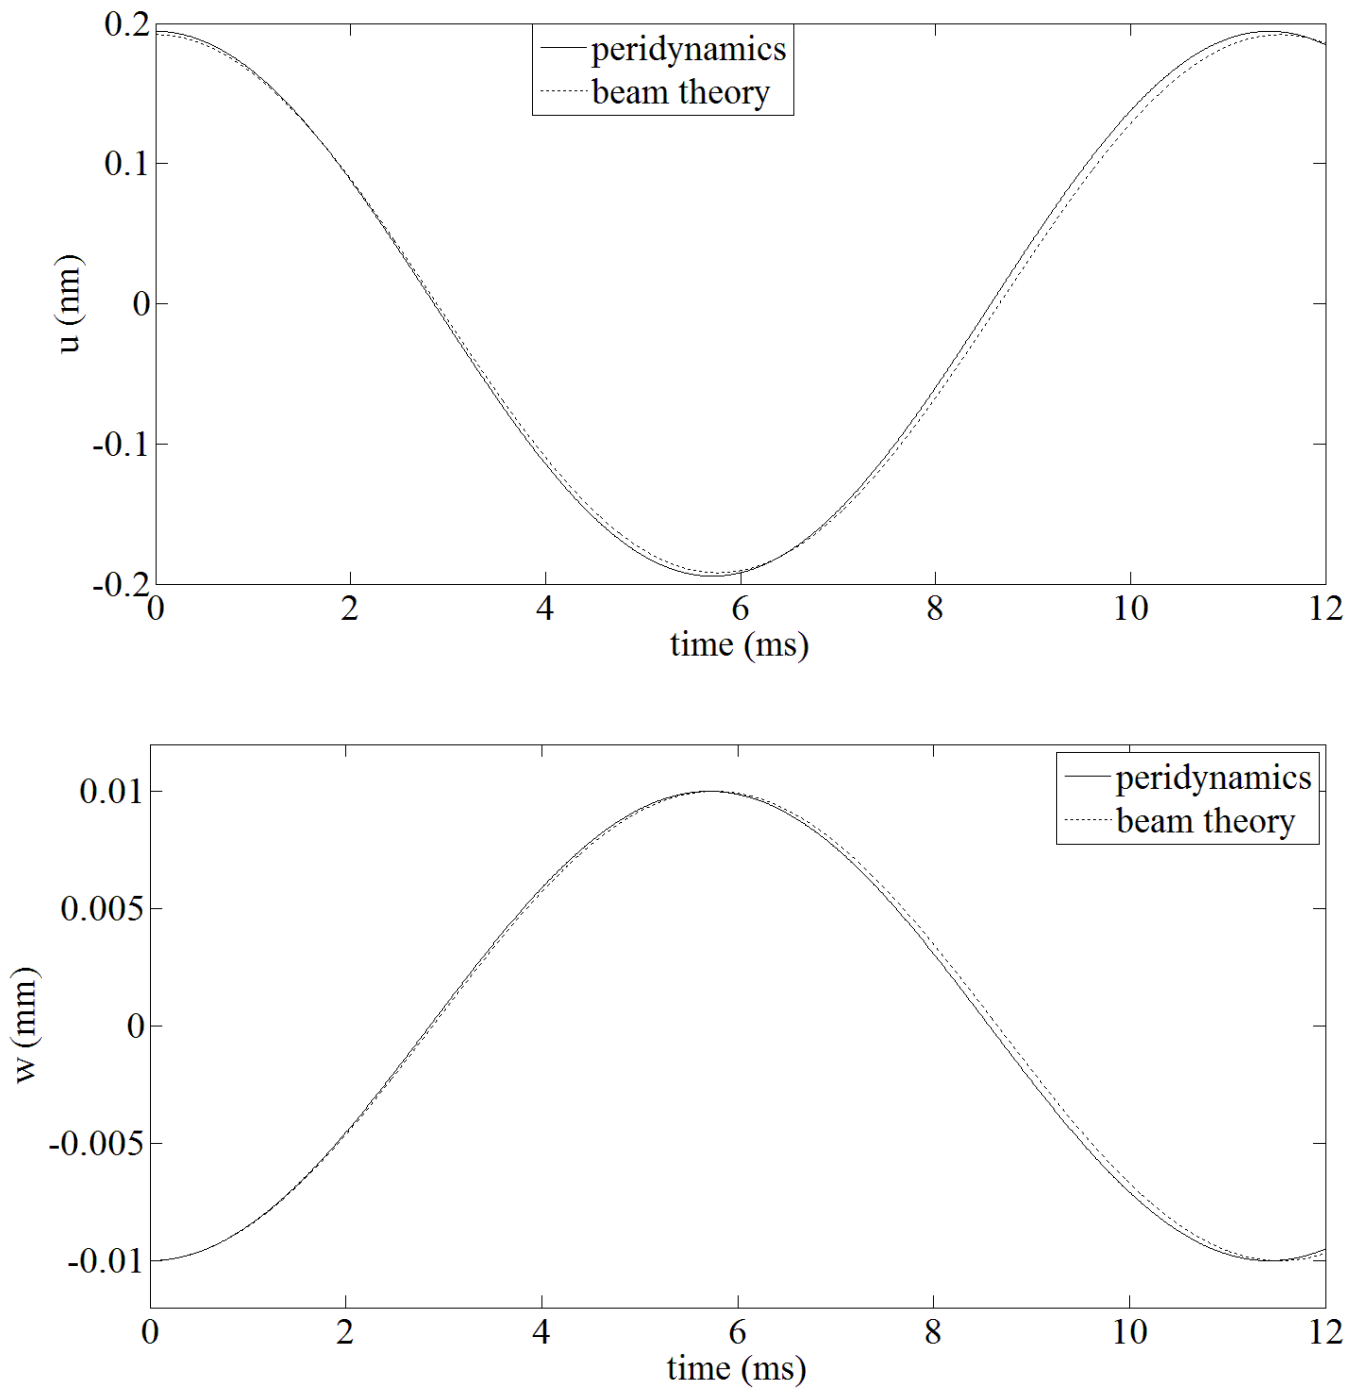 0.2
peridynamics
beam theory
0.1
u (nm)
0
-0.1
-0.2
0 2 4 6 8 10 12
time (ms)
peridynamics
beam theory
0.01
0.005
w (mm)
0
-0.005
-0.01
0 2 4 6 8 10 12
time (ms)